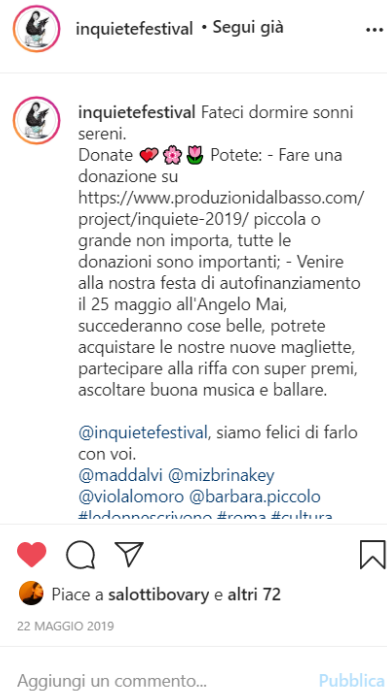 inquietefestival • Segui già
inquietefestival Fateci dormire sonni
sereni.
Donate 💕🌸🌷 Potete: - Fare una
donazione su
https://www.produzionidalbasso.com/
project/inquiete-2019/ piccola o
grande non importa, tutte le
donazioni sono importanti; - Venire
alla nostra festa di autofinanziamento
il 25 maggio all'Angelo Mai,
succederanno cose belle, potrete
acquistare le nostre nuove magliette,
partecipare alla riffa con super premi,
ascoltare buona musica e ballare.
@inquietefestival, siamo felici di farlo
con voi.
@maddalvi @mizbrinakey
@violalomoro @barbara.piccolo
#ledonnescrivono #roma #cultura
Piace a salottibovary e altri 72
22 MAGGIO 2019
Aggiungi un commento... Pubblica